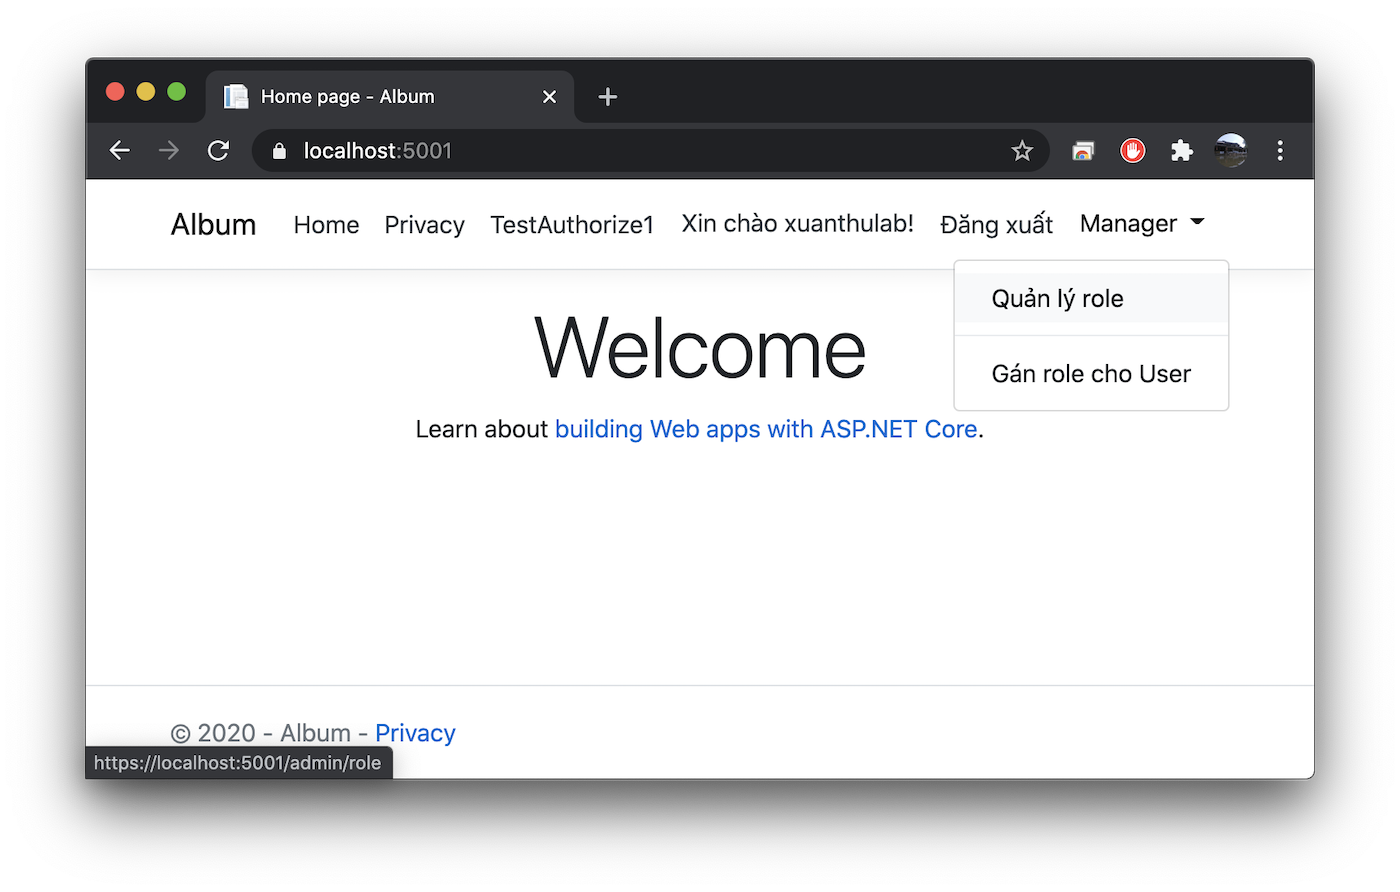 Home page - Album
localhost:5001
Album Home Privacy TestAuthorize1 Xin chào xuanthulab! Đăng xuất Manager
Quản lý role
Gán role cho User
Welcome
Learn about building Web apps with ASP.NET Core.
© 2020 - Album - Privacy
https://localhost:5001/admin/role